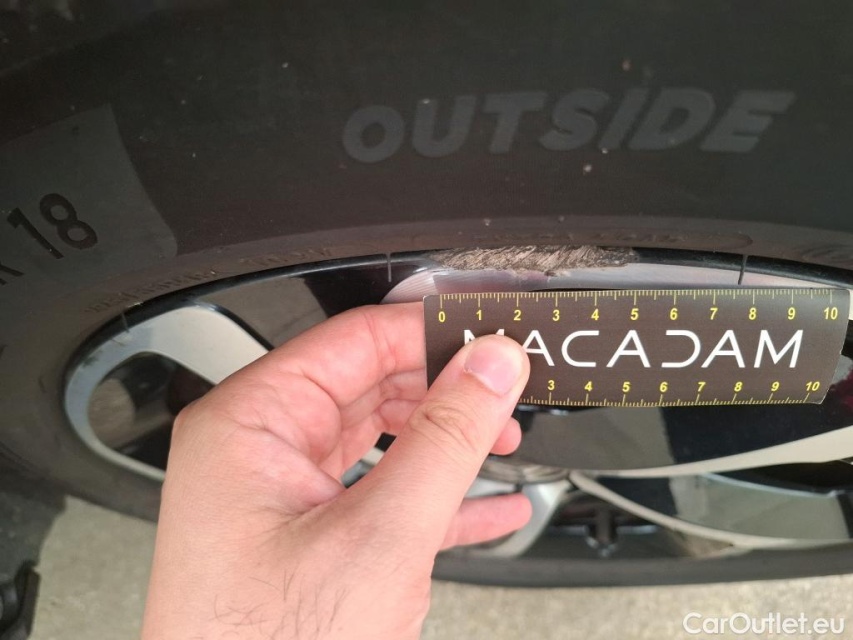 OUTSIDE
R 18
0 1 2 3 4 5 6 7 8 9 10
MACADAM
3 4 5 6 7 8 9 10
CarOutlet.eu